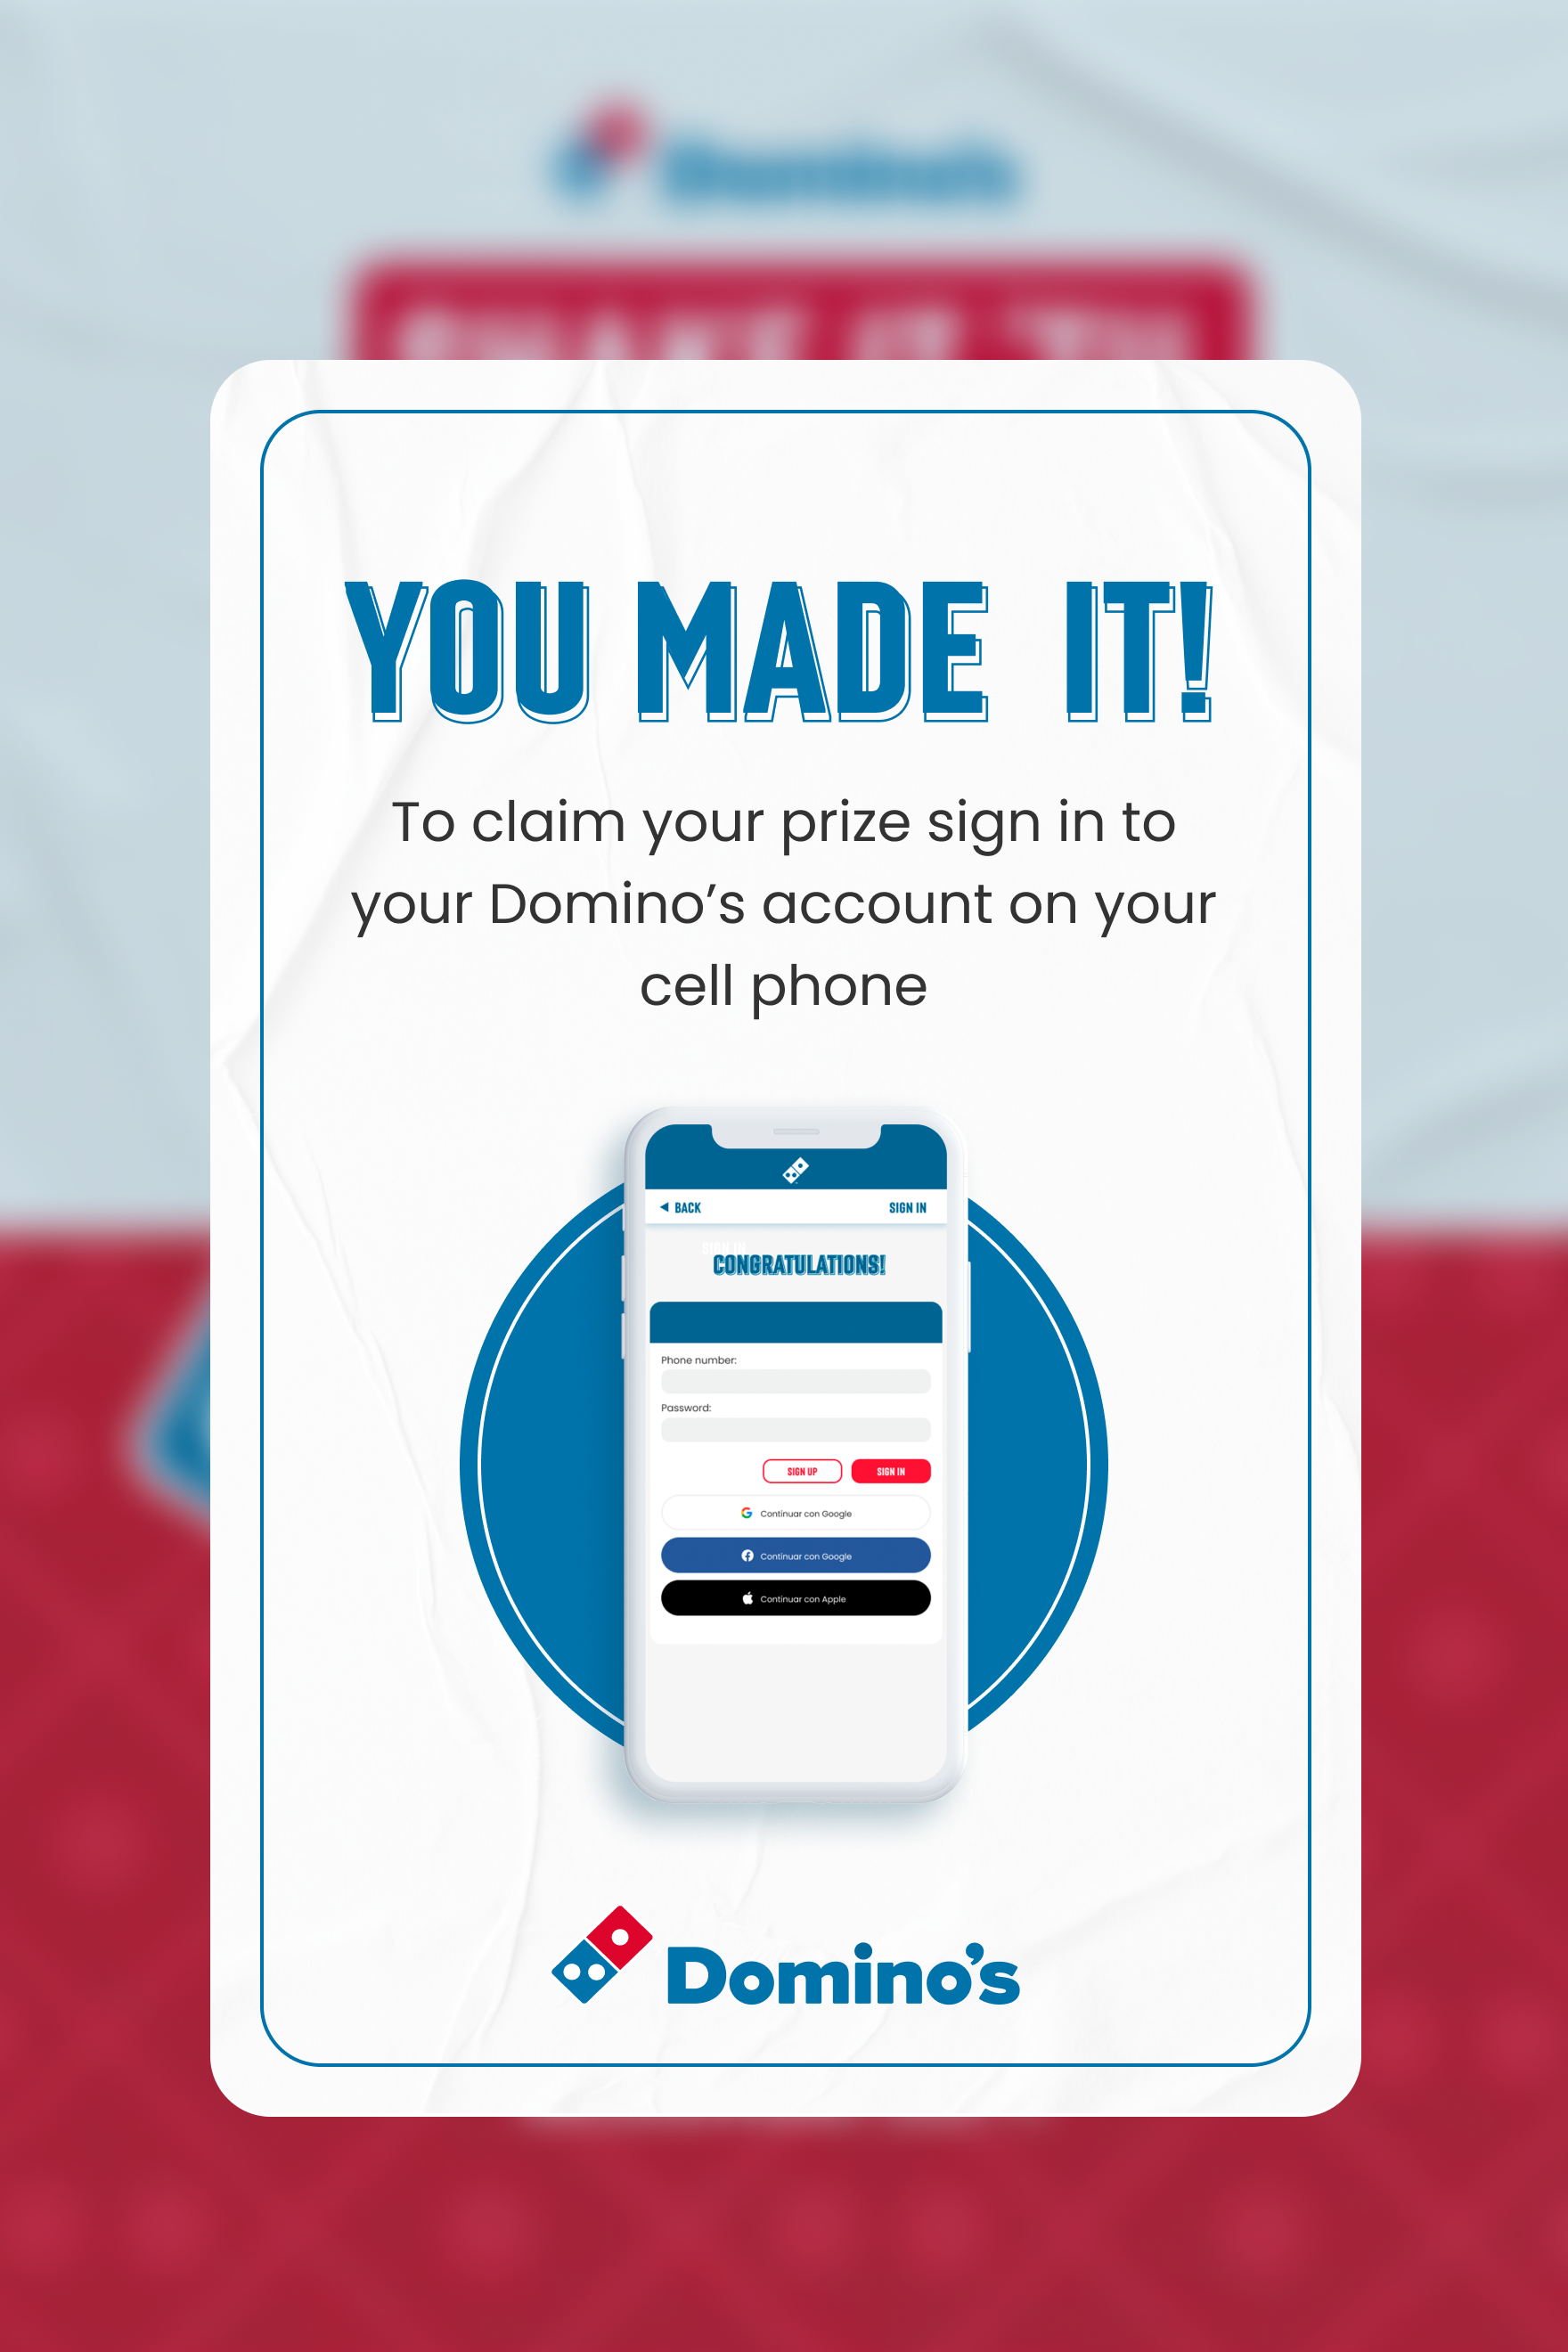 YOU MADE IT!
To claim your prize sign in to
your Domino’s account on your
cell phone
BACK
SIGN IN
SIGN IN
CONGRATULATIONS!
Phone number:
Password:
SIGN UP
SIGN IN
Continuar con Google
Continuar con Google
Continuar con Apple
Domino’s